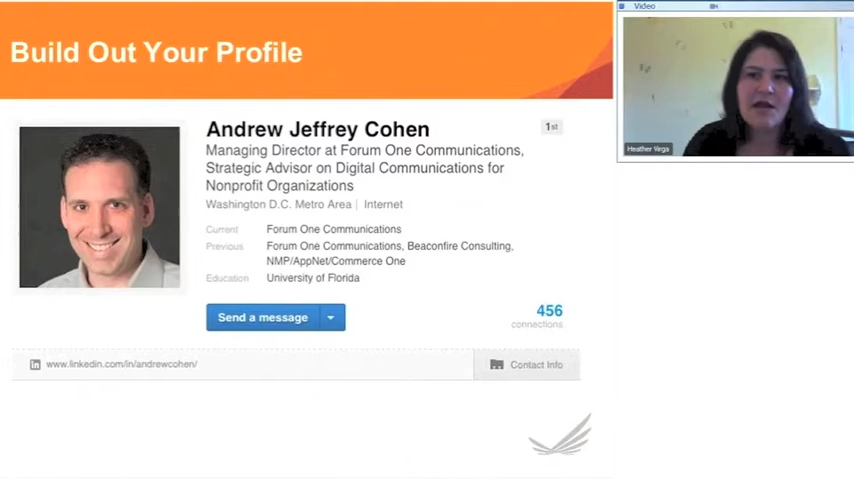 Build Out Your Profile
Video
Andrew Jeffrey Cohen
1st
Managing Director at Forum One Communications,
Strategic Advisor on Digital Communications for
Nonprofit Organizations
Washington D.C. Metro Area | Internet
Current Forum One Communications
Previous Forum One Communications, Beaconfire Consulting,
NMP/AppNet/Commerce One
Education University of Florida
Send a message
456
connections
www.linkedin.com/in/andrewcohen/
Contact Info
Heather Virga